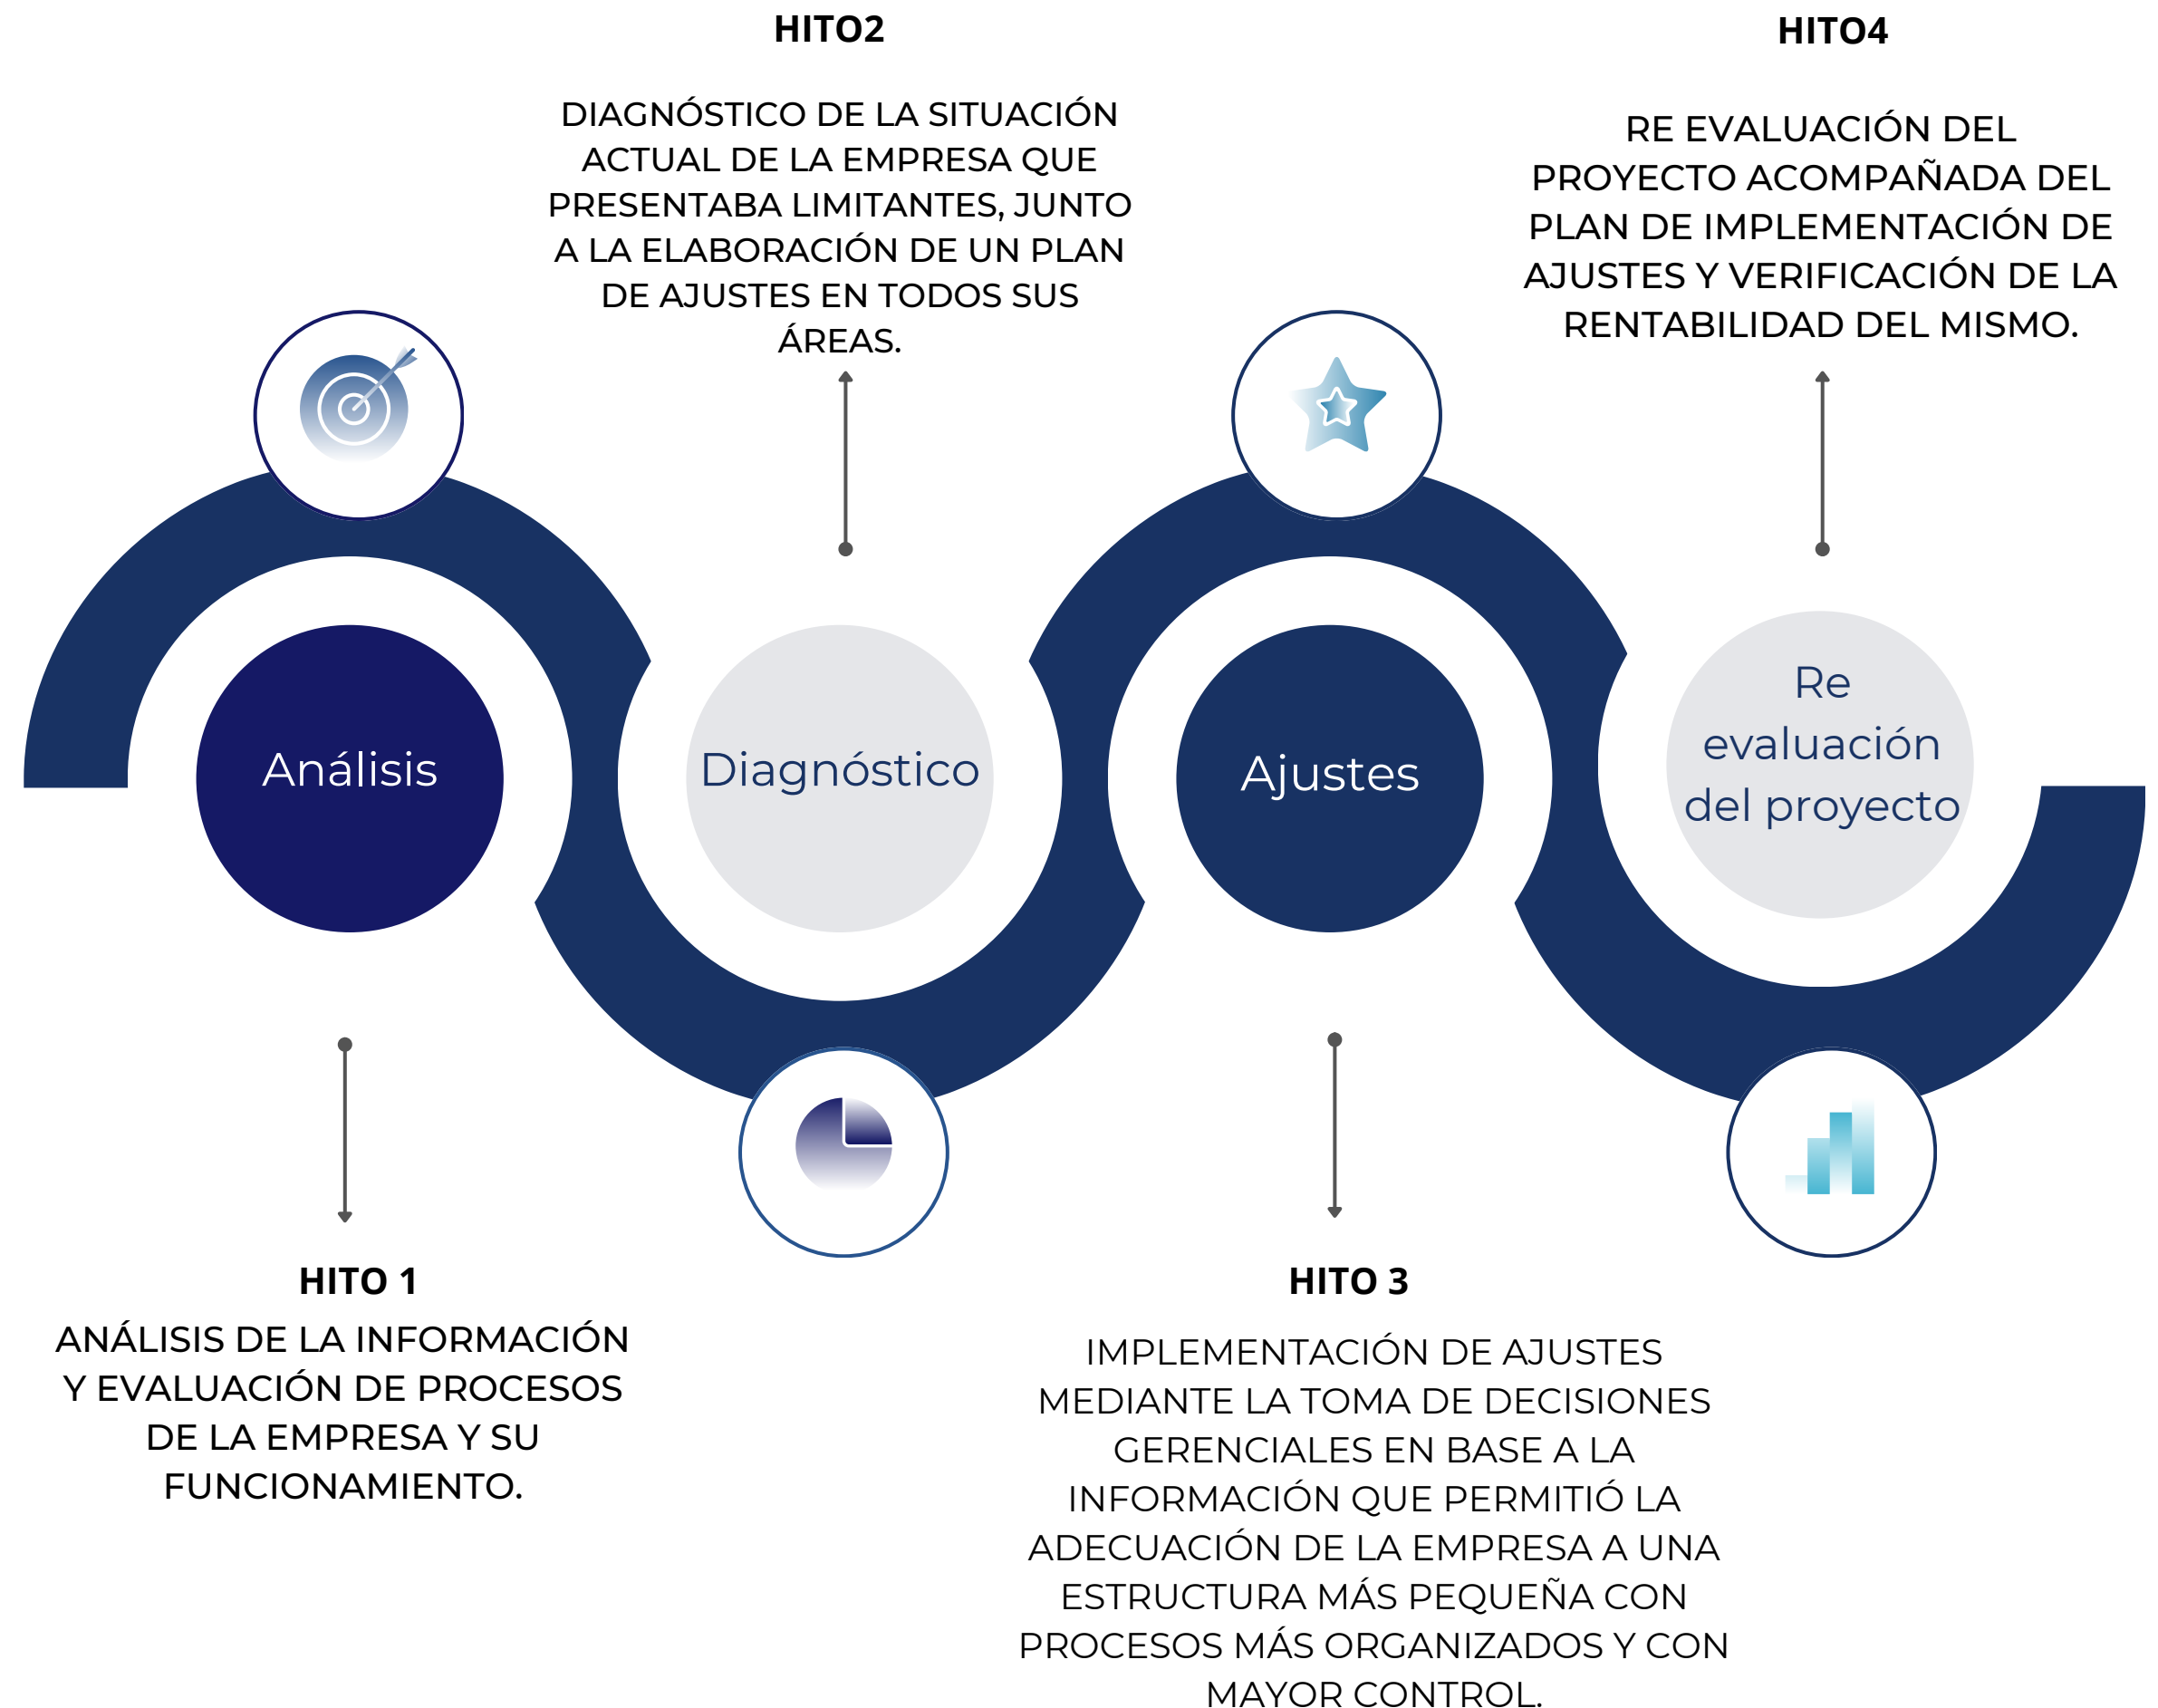 HITO2
DIAGNÓSTICO DE LA SITUACIÓN
ACTUAL DE LA EMPRESA QUE
PRESENTABA LIMITANTES, JUNTO
A LA ELABORACIÓN DE UN PLAN
DE AJUSTES EN TODOS SUS
ÁREAS.
HITO4
RE EVALUACIÓN DEL
PROYECTO ACOMPAÑADA DEL
PLAN DE IMPLEMENTACIÓN DE
AJUSTES Y VERIFICACIÓN DE LA
RENTABILIDAD DEL MISMO.
Análisis
Diagnóstico
Ajustes
Re
evaluación
del proyecto
HITO 1
ANÁLISIS DE LA INFORMACIÓN
Y EVALUACIÓN DE PROCESOS
DE LA EMPRESA Y SU
FUNCIONAMIENTO.
HITO 3
IMPLEMENTACIÓN DE AJUSTES
MEDIANTE LA TOMA DE DECISIONES
GERENCIALES EN BASE A LA
INFORMACIÓN QUE PERMITIÓ LA
ADECUACIÓN DE LA EMPRESA A UNA
ESTRUCTURA MÁS PEQUEÑA CON
PROCESOS MÁS ORGANIZADOS Y CON
MAYOR CONTROL.